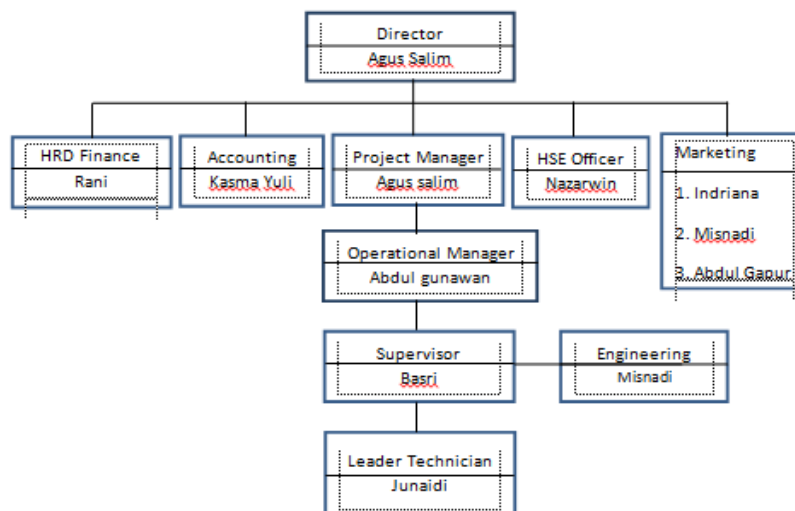 Director
Agus Salim
HRD Finance
Rani
Accounting
Kasma Yuli
Project Manager
Agus salim
HSE Officer
Nazarwin
Marketing
1. Indriana
2. Misnadi
3. Abdul Gapur
Operational Manager
Abdul gunawan
Supervisor
Basri
Engineering
Misnadi
Leader Technician
Junaidi